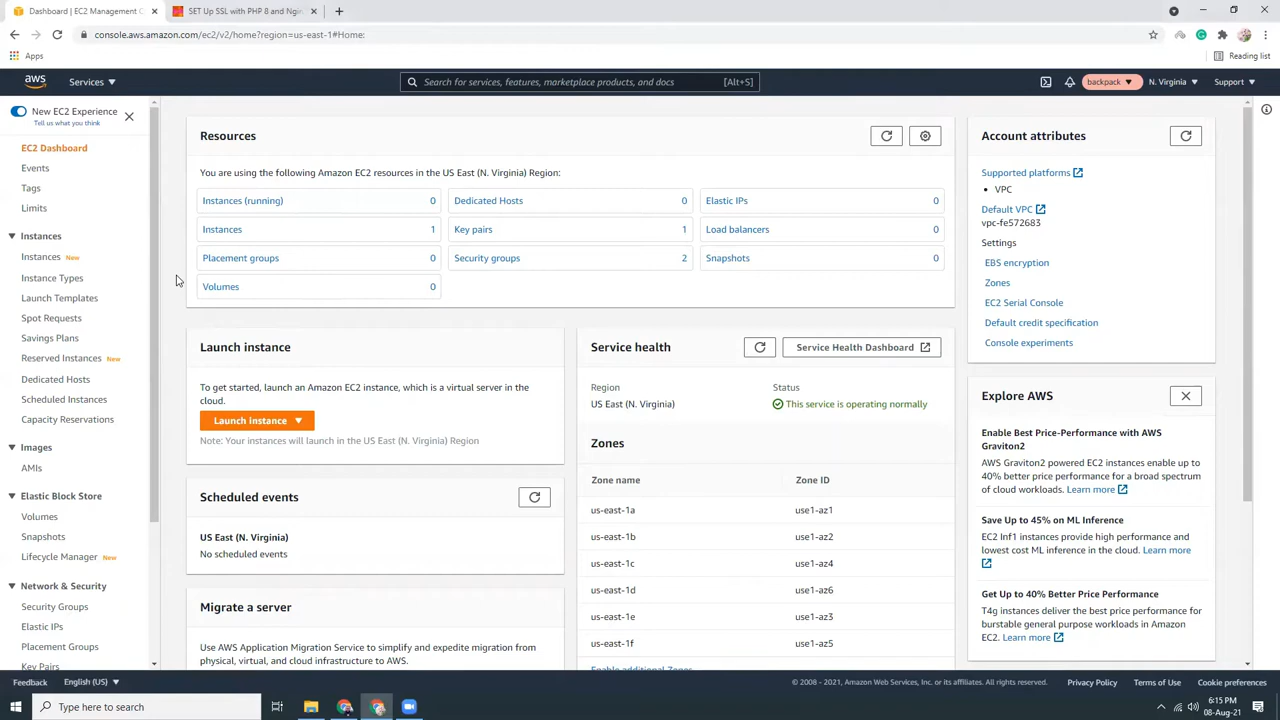 Dashboard | EC2 Management C
SET Up SSL with PHP 8 and Ngin
console.aws.amazon.com/ec2/v2/home?region=us-east-1#Home:
Apps
Reading list
aws
Services
Search for services, features, marketplace products, and docs
[Alt+S]
backpack
N. Virginia
Support
New EC2 Experience
Tell us what you think
EC2 Dashboard
Events
Tags
Limits
Instances
Instances New
Instance Types
Launch Templates
Spot Requests
Savings Plans
Reserved Instances New
Dedicated Hosts
Scheduled Instances
Capacity Reservations
Images
AMIs
Elastic Block Store
Volumes
Snapshots
Lifecycle Manager New
Network & Security
Security Groups
Elastic IPs
Placement Groups
Key Pairs
Resources
You are using the following Amazon EC2 resources in the US East (N. Virginia) Region:
Instances (running) 0
Dedicated Hosts 0
Elastic IPs 0
Instances 1
Key pairs 1
Load balancers 0
Placement groups 0
Security groups 2
Snapshots 0
Volumes 0
Launch instance
To get started, launch an Amazon EC2 instance, which is a virtual server in the
cloud.
Launch instance
Note: Your instances will launch in the US East (N. Virginia) Region
Scheduled events
US East (N. Virginia)
No scheduled events
Migrate a server
Use AWS Application Migration Service to simplify and expedite migration from
physical, virtual, and cloud infrastructure to AWS.
Service health
Service Health Dashboard
Region
US East (N. Virginia)
Status
This service is operating normally
Zones
Zone name
Zone ID
us-east-1a
use1-az1
us-east-1b
use1-az2
us-east-1c
use1-az4
us-east-1d
use1-az6
us-east-1e
use1-az3
us-east-1f
use1-az5
Enable additional Zones
Account attributes
Supported platforms
VPC
Default VPC
vpc-fe572683
Settings
EBS encryption
Zones
EC2 Serial Console
Default credit specification
Console experiments
Explore AWS
Enable Best Price-Performance with AWS
Graviton2
AWS Graviton2 powered EC2 instances enable up to
40% better price performance for a broad spectrum
of cloud workloads. Learn more
Save Up to 45% on ML Inference
EC2 Inf1 instances provide high performance and
lowest cost ML inference in the cloud. Learn more
Get Up to 40% Better Price Performance
T4g instances deliver the best price performance for
burstable general purpose workloads in Amazon
EC2. Learn more
Feedback
English (US)
© 2008 - 2021, Amazon Web Services, Inc. or its affiliates. All rights reserved.
Privacy Policy
Terms of Use
Cookie preferences
Type here to search
6:15 PM
08-Aug-21